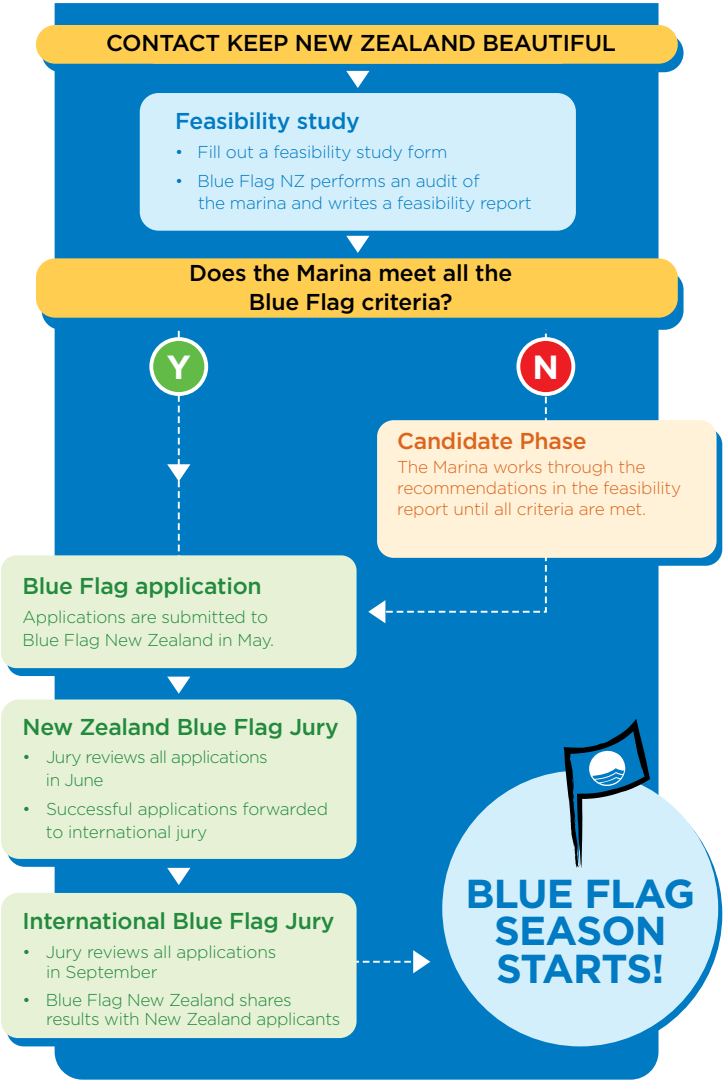 CONTACT KEEP NEW ZEALAND BEAUTIFUL
Feasibility study
• Fill out a feasibility study form
• Blue Flag NZ performs an audit of
the marina and writes a feasibility report
Does the Marina meet all the
Blue Flag criteria?
Y
N
Candidate Phase
The Marina works through the
recommendations in the feasibility
report until all criteria are met.
Blue Flag application
Applications are submitted to
Blue Flag New Zealand in May.
New Zealand Blue Flag Jury
• Jury reviews all applications
in June
• Successful applications forwarded
to international jury
International Blue Flag Jury
• Jury reviews all applications
in September
• Blue Flag New Zealand shares
results with New Zealand applicants
BLUE FLAG
SEASON
STARTS!